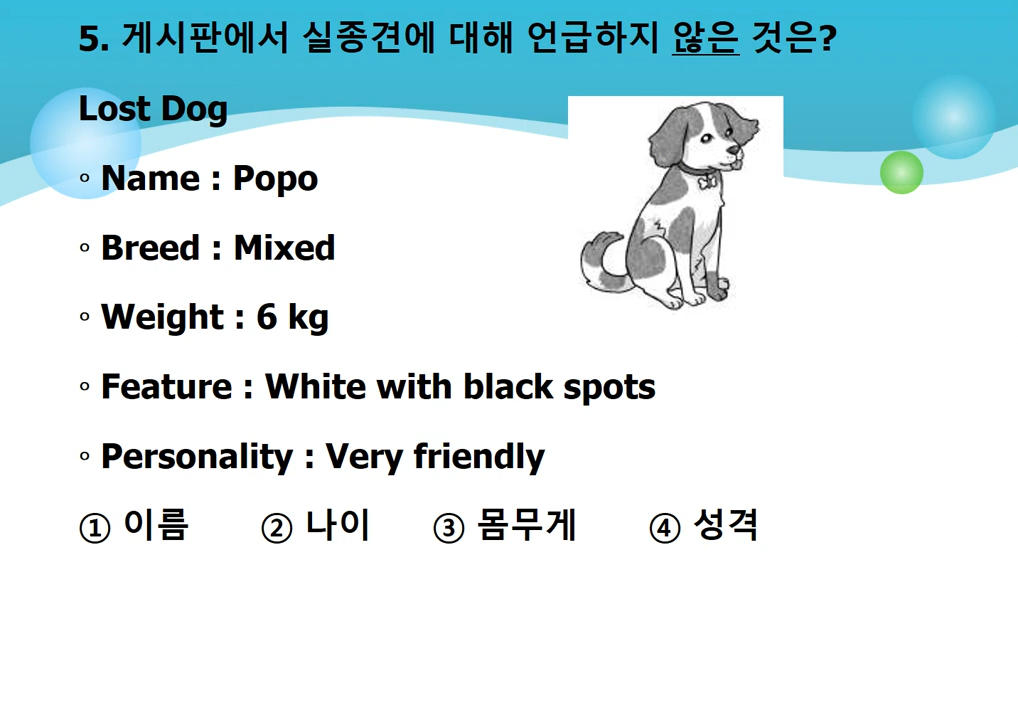 5. 게시판에서 실종견에 대해 언급하지 않은 것은?
Lost Dog
◦ Name : Popo
◦ Breed : Mixed
◦ Weight : 6 kg
◦ Feature : White with black spots
◦ Personality : Very friendly
① 이름 ② 나이 ③ 몸무게 ④ 성격